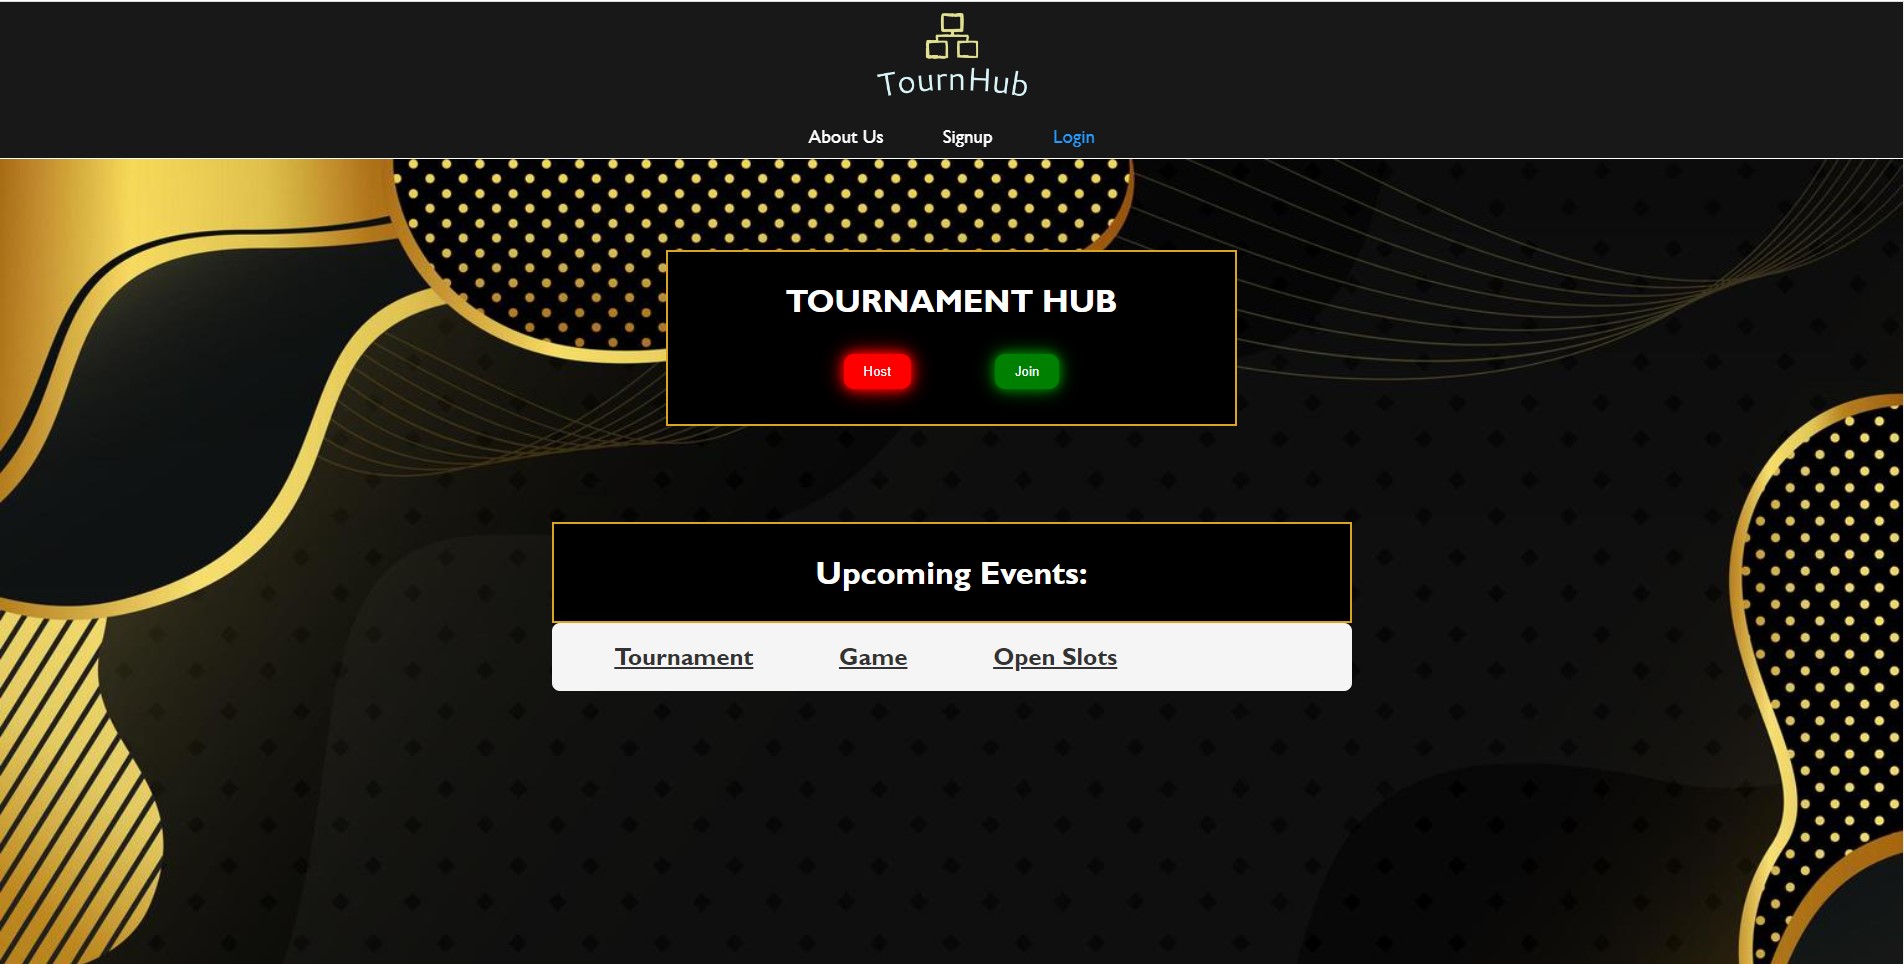 TournHub
About Us Signup Login
TOURNAMENT HUB
Host Join
Upcoming Events:
Tournament Game Open Slots